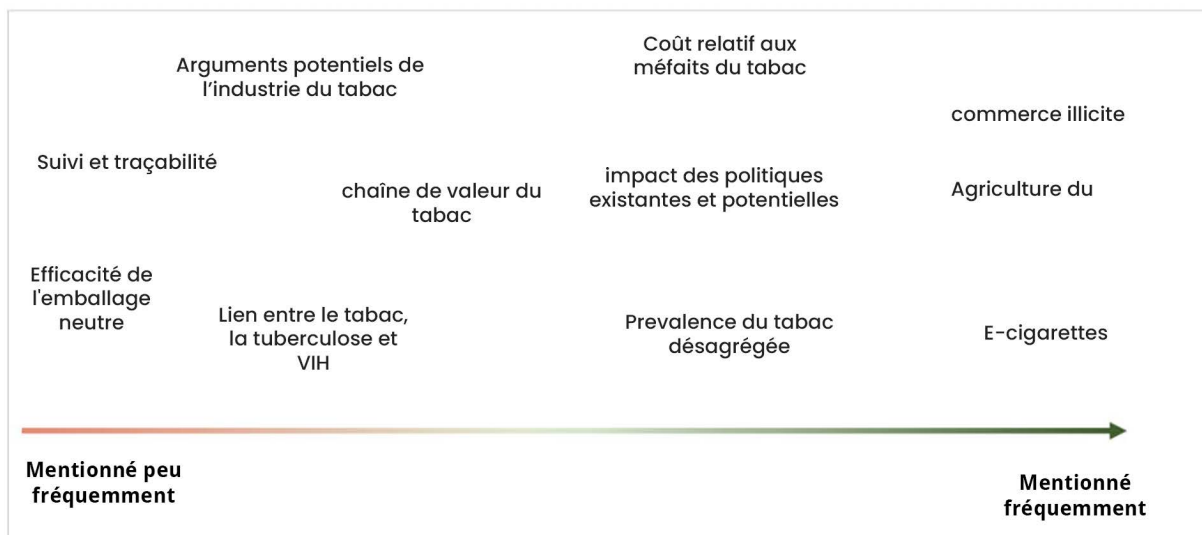 Coût relatif aux
méfaits du tabac
Arguments potentiels de
l’industrie du tabac
commerce illicite
Suivi et traçabilité
impact des politiques
existantes et potentielles
chaîne de valeur du
tabac
Agriculture du
Efficacité de
l'emballage
neutre
Lien entre le tabac,
la tuberculose et
VIH
Prevalence du tabac
désagrégée
E-cigarettes
Mentionné peu
fréquemment
Mentionné
fréquemment